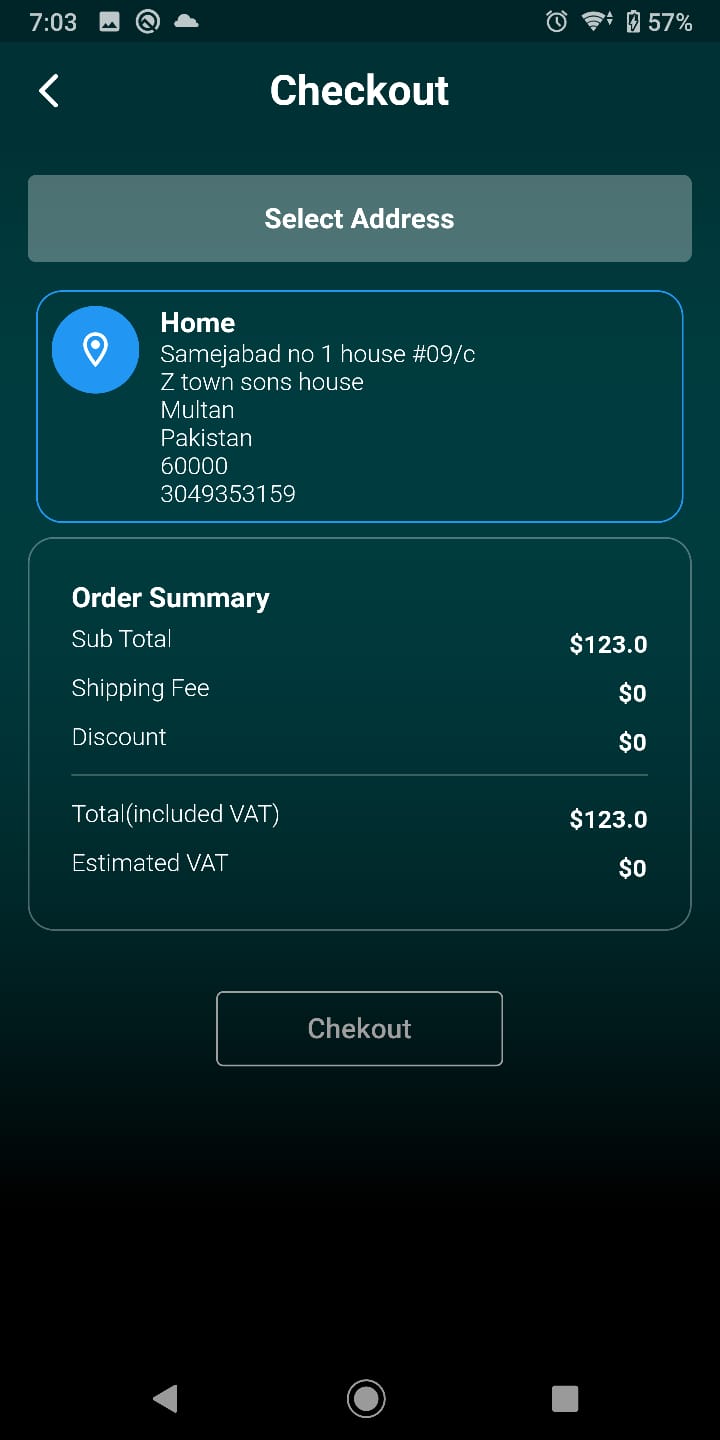 7:03
57%
Checkout
Select Address
Home
Samejabad no 1 house #09/c
Z town sons house
Multan
Pakistan
60000
3049353159
Order Summary
Sub Total $123.0
Shipping Fee $0
Discount $0
Total(included VAT) $123.0
Estimated VAT $0
Chekout